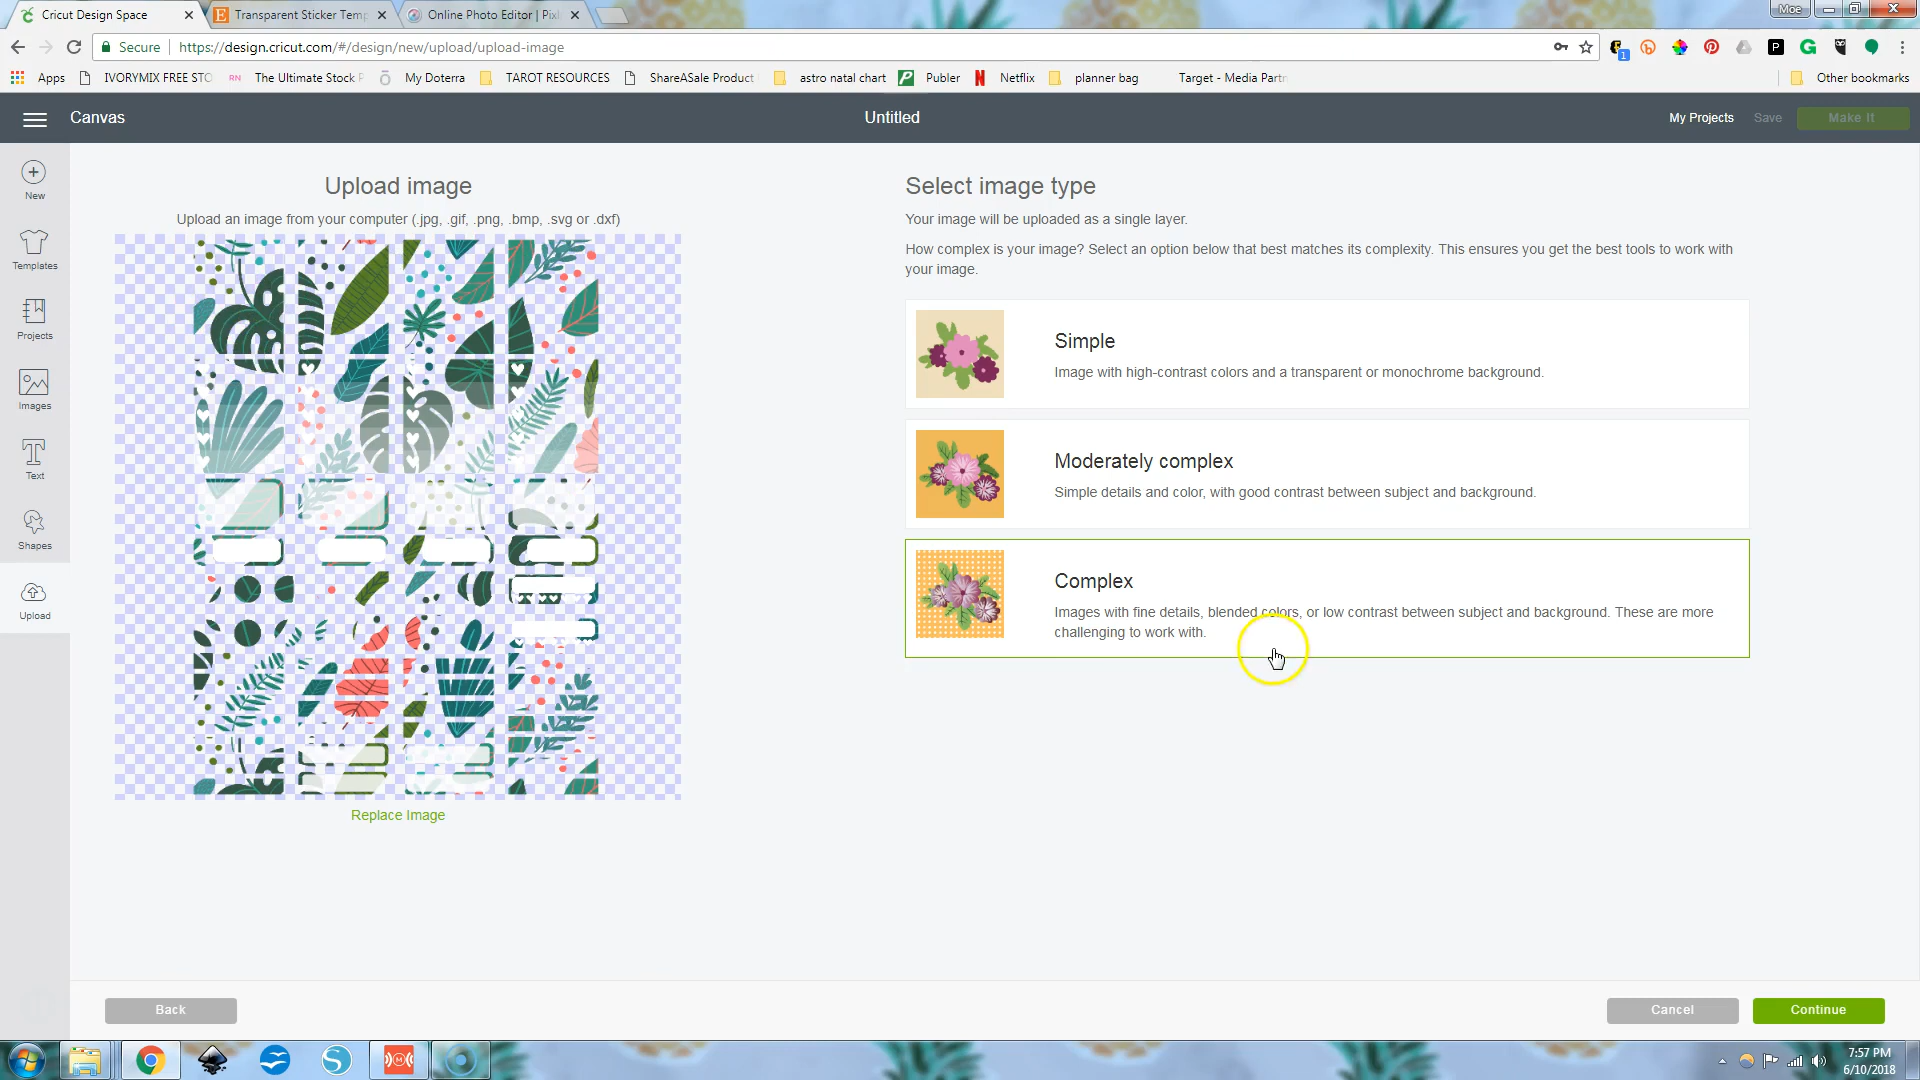 Cricut Design Space
Transparent Sticker Temp
Online Photo Editor | Pixl
Moe
Secure
https://design.cricut.com/#/design/new/upload/upload-image
1
P
G
Apps
IVORYMIX FREE STO
RN
The Ultimate Stock P
My Doterra
TAROT RESOURCES
ShareASale Product
astro natal chart
Publer
Netflix
planner bag
Target - Media Partn
Other bookmarks
Canvas
Untitled
My Projects
Save
Make It
New
Templates
Projects
Images
Text
Shapes
Upload
Upload image
Upload an image from your computer (.jpg, .gif, .png, .bmp, .svg or .dxf)
Replace Image
Select image type
Your image will be uploaded as a single layer.
How complex is your image? Select an option below that best matches its complexity. This ensures you get the best tools to work with
your image.
Simple
Image with high-contrast colors and a transparent or monochrome background.
Moderately complex
Simple details and color, with good contrast between subject and background.
Complex
Images with fine details, blended colors, or low contrast between subject and background. These are more
challenging to work with.
Back
Cancel
Continue
7:57 PM
6/10/2018